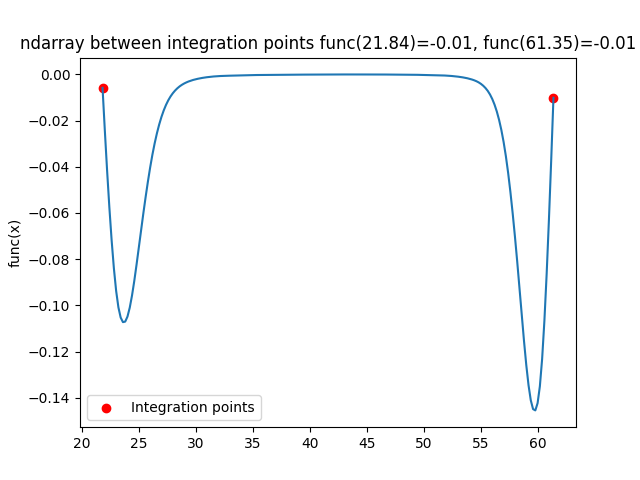 ndarray between integration points func(21.84)=-0.01, func(61.35)=-0.01
func(x)
0.00
−0.02
−0.04
−0.06
−0.08
−0.10
−0.12
−0.14
Integration points
20 25 30 35 40 45 50 55 60